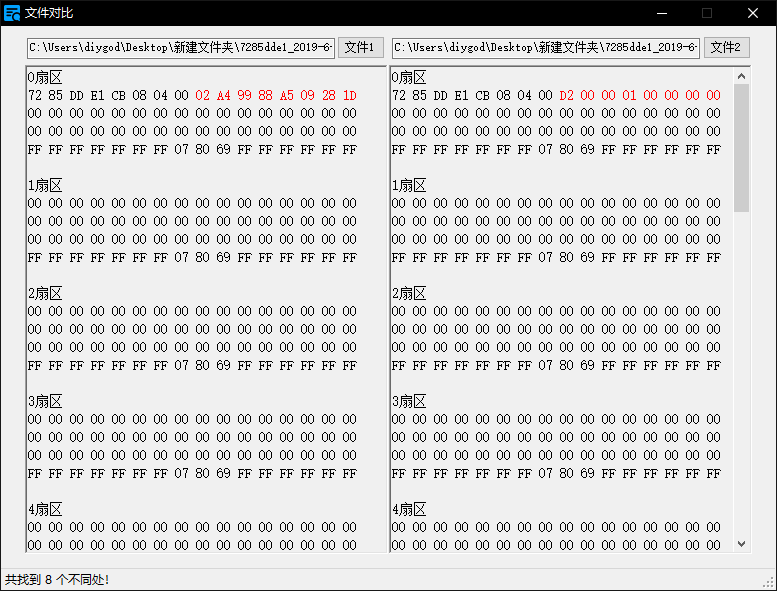 文件对比
C:\Users\diygod\Desktop\新建文件夹\7285dde1_2019-6- 文件1
C:\Users\diygod\Desktop\新建文件夹\7285dde1_2019-6- 文件2
0扇区
72 85 DD E1 CB 08 04 00 02 A4 99 88 A5 09 28 1D
00 00 00 00 00 00 00 00 00 00 00 00 00 00 00 00
00 00 00 00 00 00 00 00 00 00 00 00 00 00 00 00
FF FF FF FF FF FF FF 07 80 69 FF FF FF FF FF FF
1扇区
00 00 00 00 00 00 00 00 00 00 00 00 00 00 00 00
00 00 00 00 00 00 00 00 00 00 00 00 00 00 00 00
00 00 00 00 00 00 00 00 00 00 00 00 00 00 00 00
FF FF FF FF FF FF FF 07 80 69 FF FF FF FF FF FF
2扇区
00 00 00 00 00 00 00 00 00 00 00 00 00 00 00 00
00 00 00 00 00 00 00 00 00 00 00 00 00 00 00 00
00 00 00 00 00 00 00 00 00 00 00 00 00 00 00 00
FF FF FF FF FF FF FF 07 80 69 FF FF FF FF FF FF
3扇区
00 00 00 00 00 00 00 00 00 00 00 00 00 00 00 00
00 00 00 00 00 00 00 00 00 00 00 00 00 00 00 00
00 00 00 00 00 00 00 00 00 00 00 00 00 00 00 00
FF FF FF FF FF FF FF 07 80 69 FF FF FF FF FF FF
4扇区
00 00 00 00 00 00 00 00 00 00 00 00 00 00 00 00
00 00 00 00 00 00 00 00 00 00 00 00 00 00 00 00
0扇区
72 85 DD E1 CB 08 04 00 D2 00 00 01 00 00 00 00
00 00 00 00 00 00 00 00 00 00 00 00 00 00 00 00
00 00 00 00 00 00 00 00 00 00 00 00 00 00 00 00
FF FF FF FF FF FF FF 07 80 69 FF FF FF FF FF FF
1扇区
00 00 00 00 00 00 00 00 00 00 00 00 00 00 00 00
00 00 00 00 00 00 00 00 00 00 00 00 00 00 00 00
00 00 00 00 00 00 00 00 00 00 00 00 00 00 00 00
FF FF FF FF FF FF FF 07 80 69 FF FF FF FF FF FF
2扇区
00 00 00 00 00 00 00 00 00 00 00 00 00 00 00 00
00 00 00 00 00 00 00 00 00 00 00 00 00 00 00 00
00 00 00 00 00 00 00 00 00 00 00 00 00 00 00 00
FF FF FF FF FF FF FF 07 80 69 FF FF FF FF FF FF
3扇区
00 00 00 00 00 00 00 00 00 00 00 00 00 00 00 00
00 00 00 00 00 00 00 00 00 00 00 00 00 00 00 00
00 00 00 00 00 00 00 00 00 00 00 00 00 00 00 00
FF FF FF FF FF FF FF 07 80 69 FF FF FF FF FF FF
4扇区
00 00 00 00 00 00 00 00 00 00 00 00 00 00 00 00
00 00 00 00 00 00 00 00 00 00 00 00 00 00 00 00
共找到 8 个不同处!